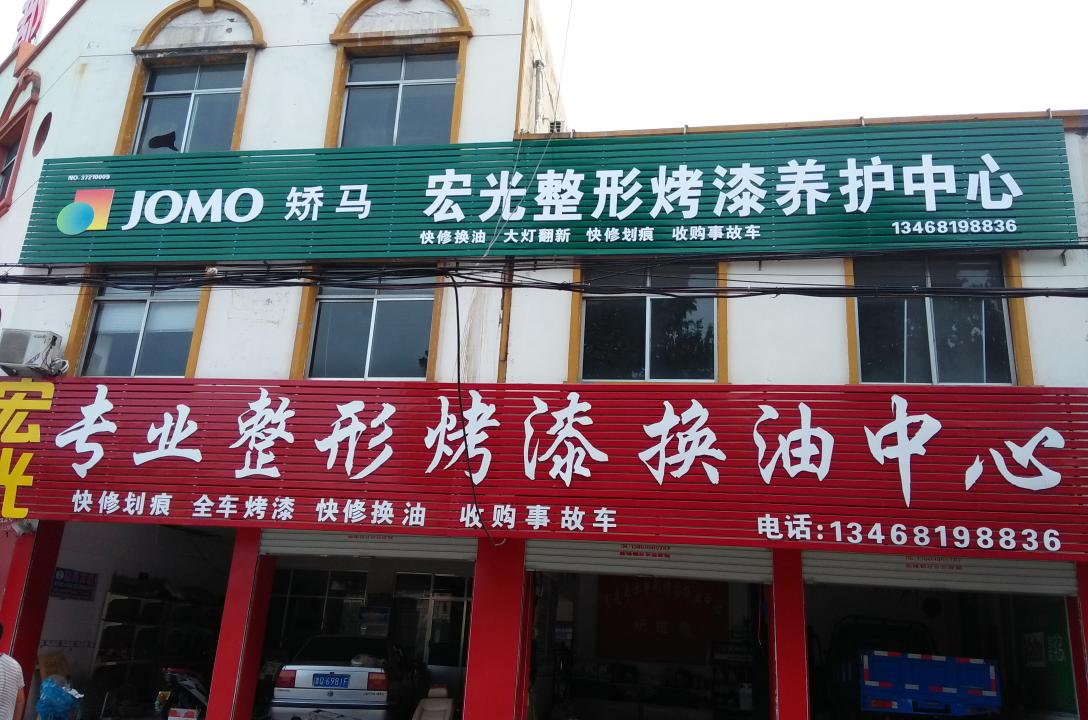 NO.37210009
JOMO 矫马 宏光整形烤漆养护中心
快修换油 大灯翻新 快修划痕 收购事故车 13468198836
宏光
专业整形烤漆换油中心
快修划痕 全车烤漆 快修换油 收购事故车
电话:13468198836